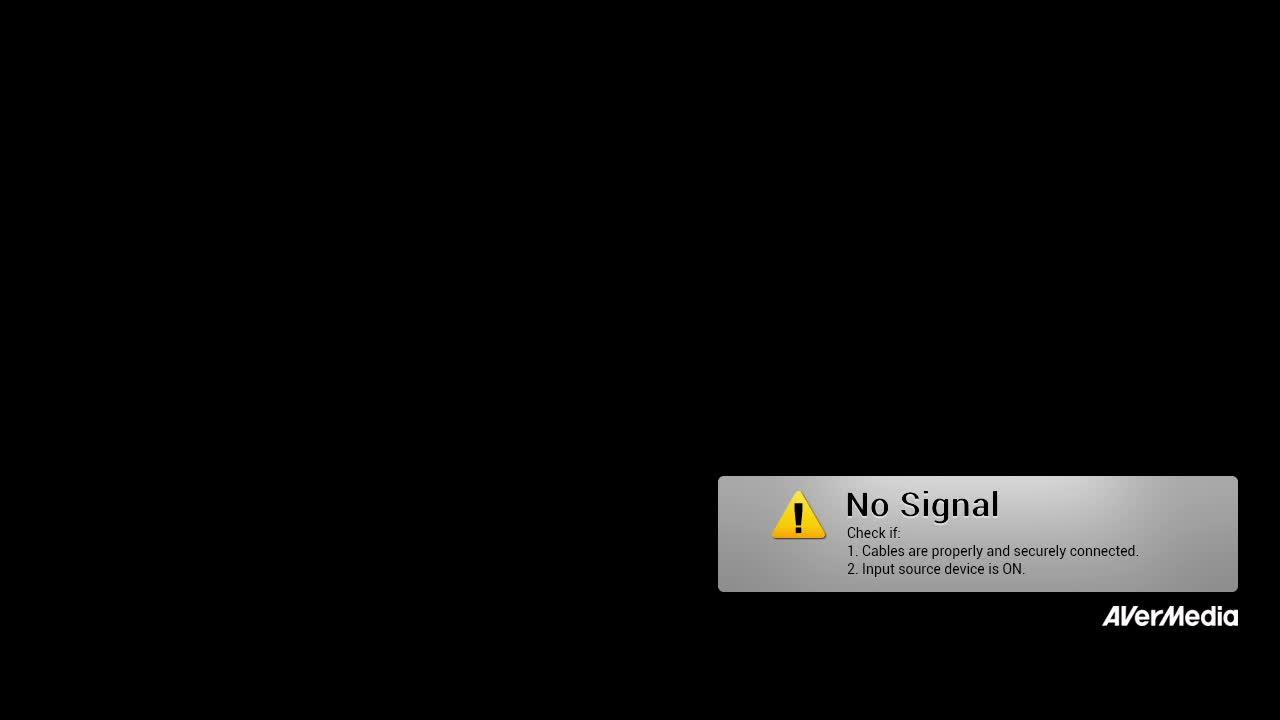 No Signal
Check if:
1. Cables are properly and securely connected.
2. Input source device is ON.
AVerMedia